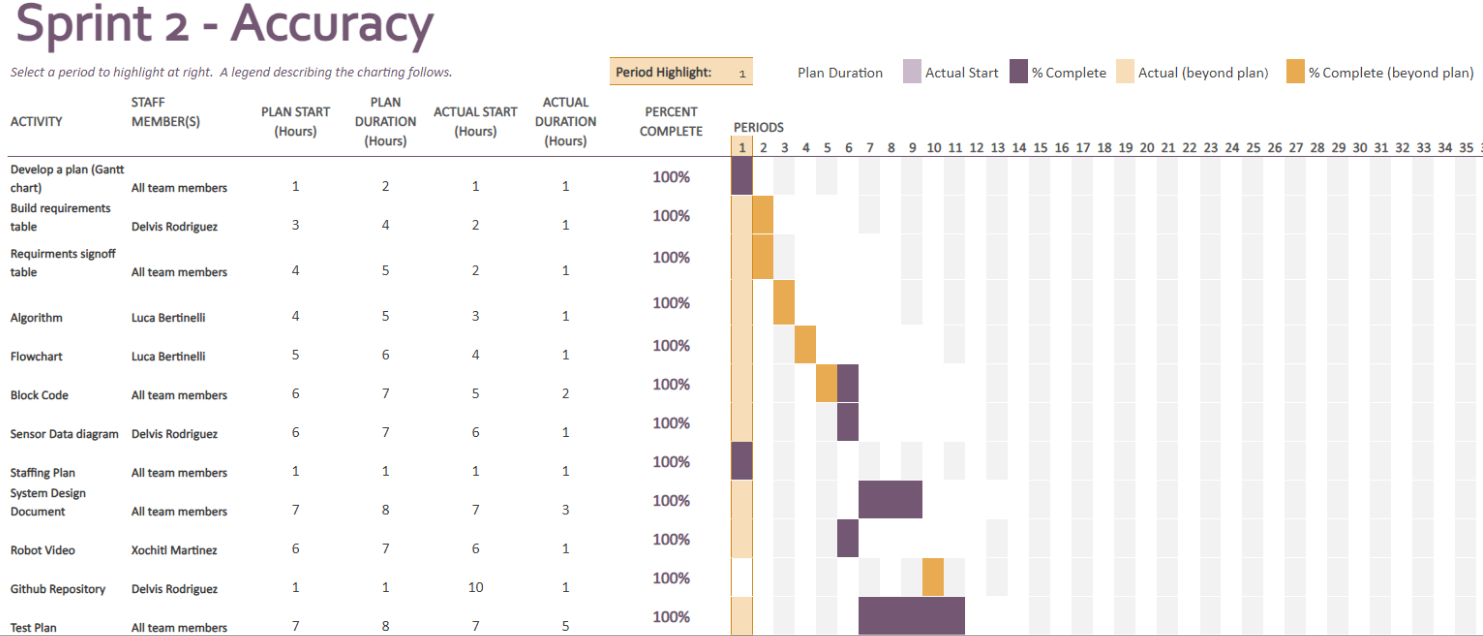 Sprint 2 - Accuracy
Select a period to highlight at right. A legend describing the charting follows.
Period Highlight: 1
Plan Duration Actual Start % Complete Actual (beyond plan) % Complete (beyond plan)
ACTIVITY
STAFF
MEMBER(S)
PLAN START
(Hours)
PLAN
DURATION
(Hours)
ACTUAL START
(Hours)
ACTUAL
DURATION
(Hours)
PERCENT
COMPLETE
PERIODS
1 2 3 4 5 6 7 8 9 10 11 12 13 14 15 16 17 18 19 20 21 22 23 24 25 26 27 28 29 30 31 32 33 34 35
Develop a plan (Gantt
chart) All team members 1 2 1 1 100%
Build requirements
table Delvis Rodriguez 3 4 2 1 100%
Requirments signoff
table All team members 4 5 2 1 100%
Algorithm Luca Bertinelli 4 5 3 1 100%
Flowchart Luca Bertinelli 5 6 4 1 100%
Block Code All team members 6 7 5 2 100%
Sensor Data diagram Delvis Rodriguez 6 7 6 1 100%
Staffing Plan All team members 1 1 1 1 100%
System Design
Document All team members 7 8 7 3 100%
Robot Video Xochitl Martinez 6 7 6 1 100%
Github Repository Delvis Rodriguez 1 1 10 1 100%
Test Plan All team members 7 8 7 5 100%